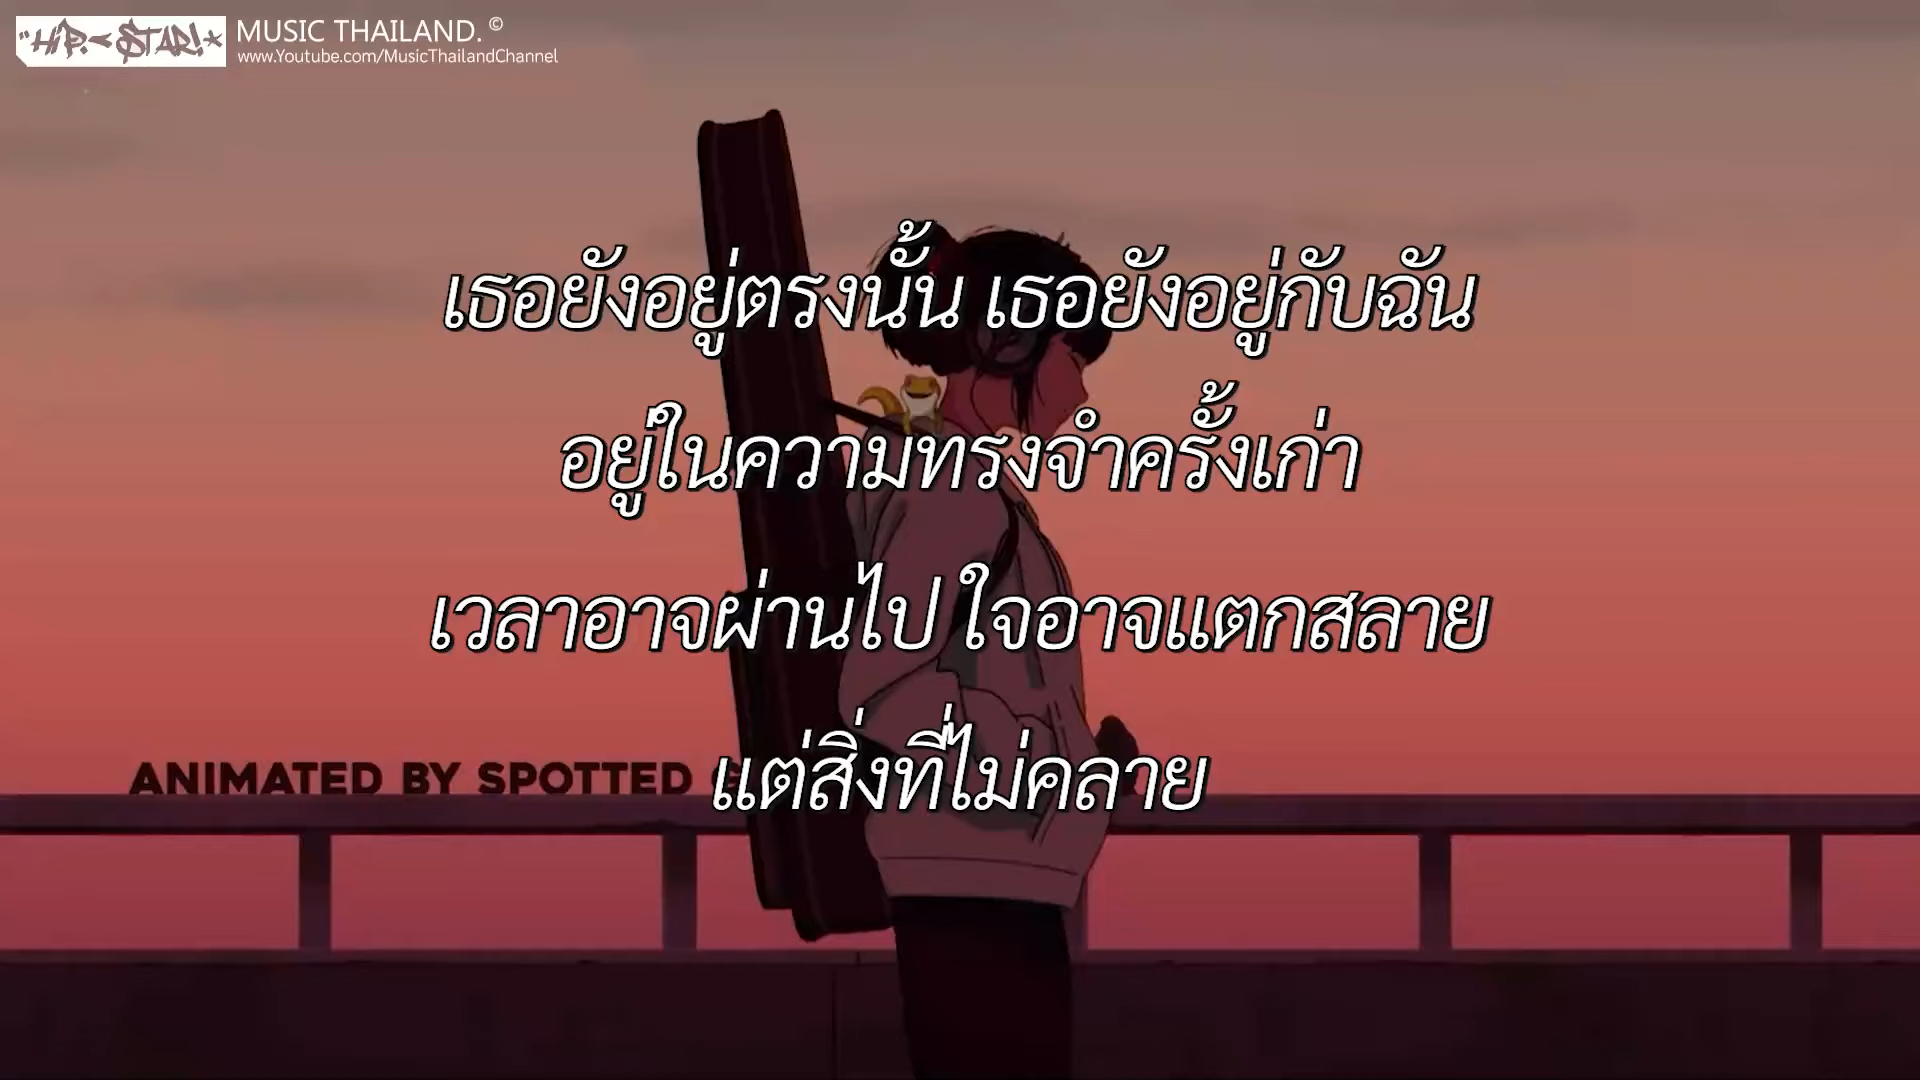 "HIP.<STAR!*
MUSIC THAILAND.©
www.Youtube.com/MusicThailandChannel
เธอยังอยู่ตรงนั้น เธอยังอยู่กับฉัน
อยู่ในความทรงจำครั้งเก่า
เวลาอาจผ่านไป ใจอาจแตกสลาย
แต่สิ่งที่ไม่คลาย
ANIMATED BY SPOTTED